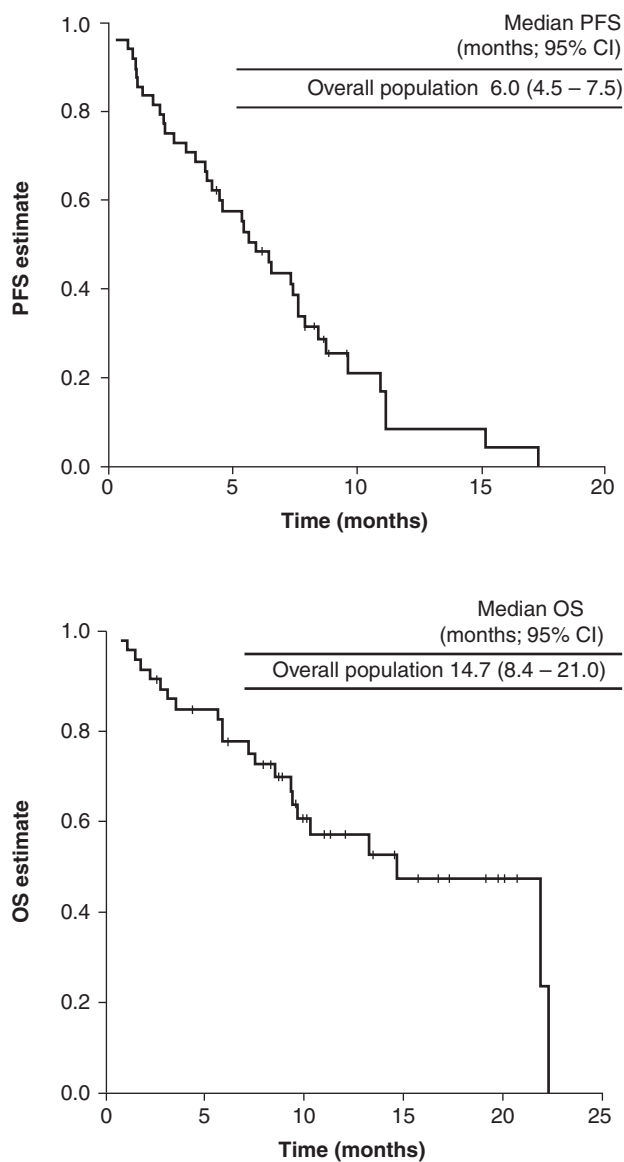 Median PFS
(months; 95% CI)
Overall population 6.0 (4.5 – 7.5)
1.0
0.8
0.6
0.4
0.2
0.0
PFS estimate
0 5 10 15 20
Time (months)
Median OS
(months; 95% CI)
Overall population 14.7 (8.4 – 21.0)
1.0
0.8
0.6
0.4
0.2
0.0
OS estimate
0 5 10 15 20 25
Time (months)